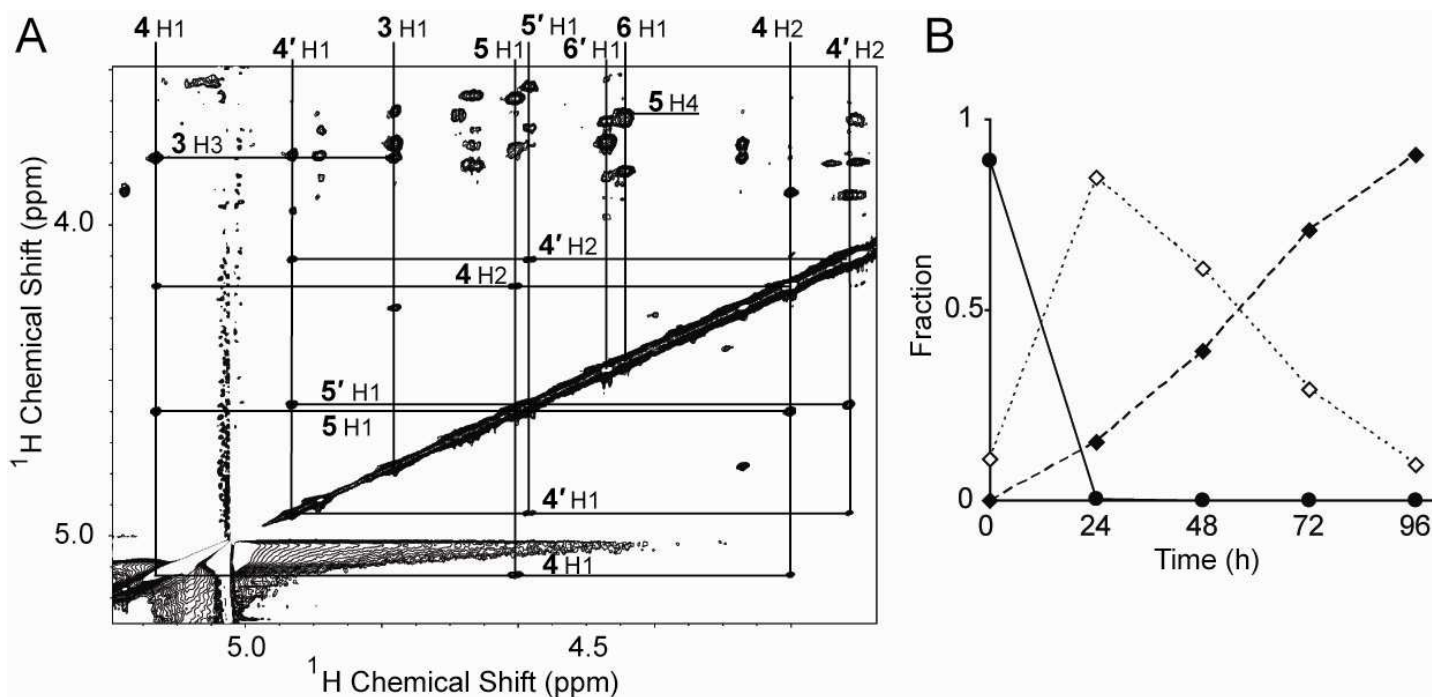 A
4 H1
4′ H1
3 H1
5 H1
5′ H1
6′ H1
6 H1
4 H2
4′ H2
5 H4
3 H3
4′ H2
4 H2
5′ H1
5 H1
4′ H1
4 H1
4.0
5.0
¹H Chemical Shift (ppm)
5.0
4.5
¹H Chemical Shift (ppm)
B
1
0.5
0
Fraction
0
24
48
72
96
Time (h)